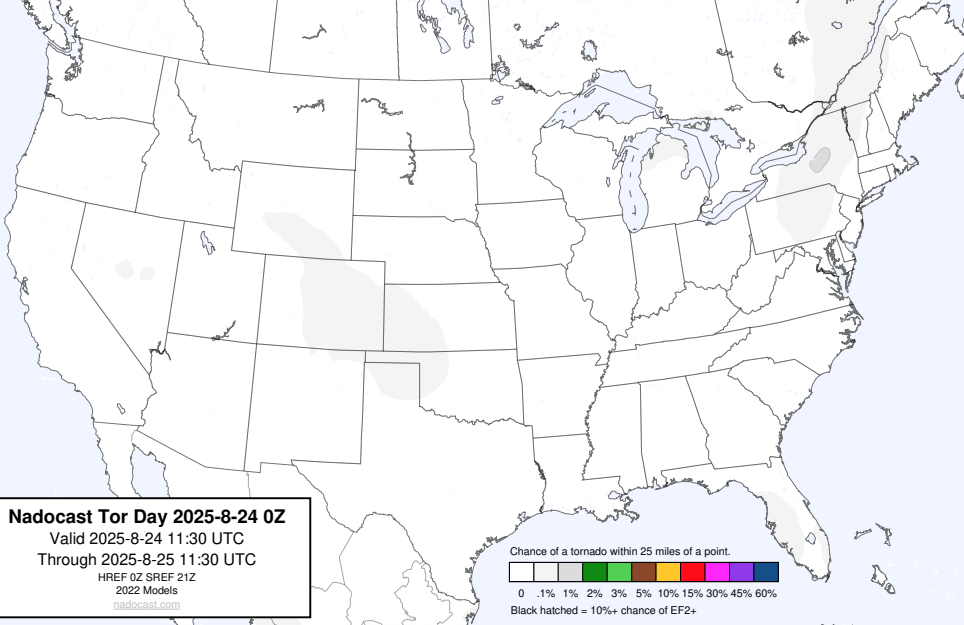 Nadocast Tor Day 2025-8-24 0Z
Valid 2025-8-24 11:30 UTC
Through 2025-8-25 11:30 UTC
HREF 0Z SREF 21Z
2022 Models
nadocast.com
Chance of a tornado within 25 miles of a point.
0 .1% 1% 2% 3% 5% 10% 15% 30% 45% 60%
Black hatched = 10%+ chance of EF2+